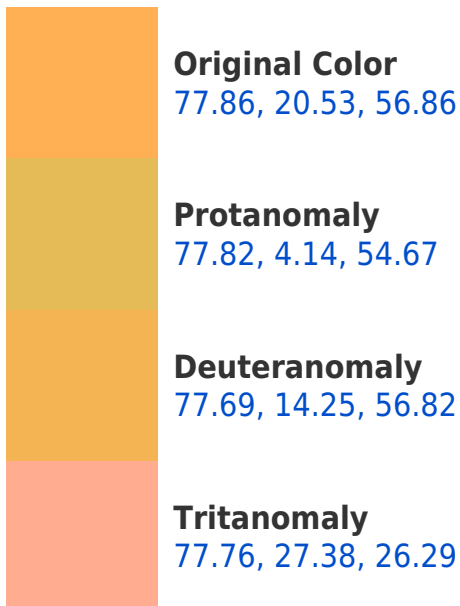 Original Color
77.86, 20.53, 56.86
Protanomaly
77.82, 4.14, 54.67
Deuteranomaly
77.69, 14.25, 56.82
Tritanomaly
77.76, 27.38, 26.29